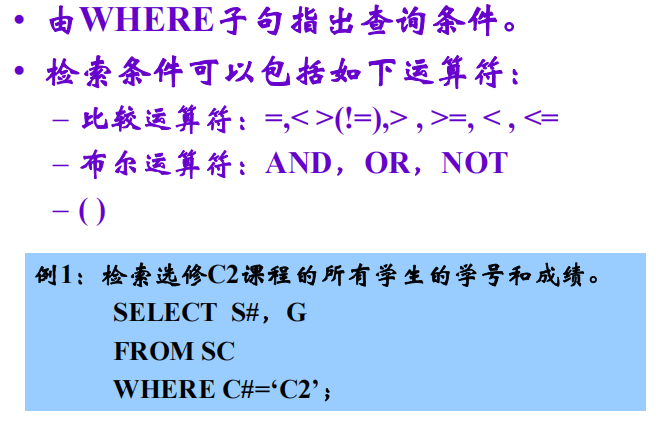 • 由WHERE子句指出查询条件。
• 检索条件可以包括如下运算符：
– 比较运算符：=,< >(!=),> , >=, < , <=
– 布尔运算符：AND，OR，NOT
– ( )
例1：检索选修C2课程的所有学生的学号和成绩。
SELECT S#，G
FROM SC
WHERE C#=‘C2’；